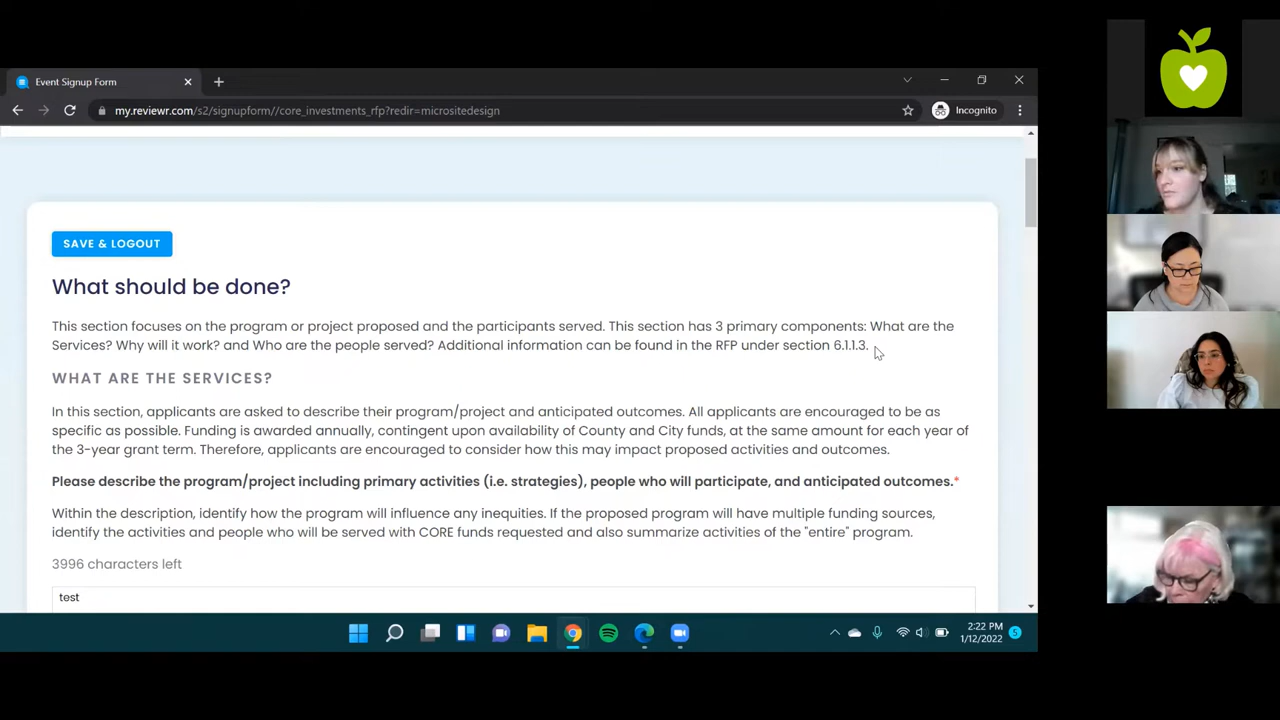 Event Signup Form
my.reviewr.com/s2/signupform//core_investments_rfp?redir=micrositedesign
Incognito
SAVE & LOGOUT
What should be done?
This section focuses on the program or project proposed and the participants served. This section has 3 primary components: What are the
Services? Why will it work? and Who are the people served? Additional information can be found in the RFP under section 6.1.1.3.
WHAT ARE THE SERVICES?
In this section, applicants are asked to describe their program/project and anticipated outcomes. All applicants are encouraged to be as
specific as possible. Funding is awarded annually, contingent upon availability of County and City funds, at the same amount for each year of
the 3-year grant term. Therefore, applicants are encouraged to consider how this may impact proposed activities and outcomes.
Please describe the program/project including primary activities (i.e. strategies), people who will participate, and anticipated outcomes.*
Within the description, identify how the program will influence any inequities. If the proposed program will have multiple funding sources,
identify the activities and people who will be served with CORE funds requested and also summarize activities of the "entire" program.
3996 characters left
test
2:22 PM
1/12/2022
5